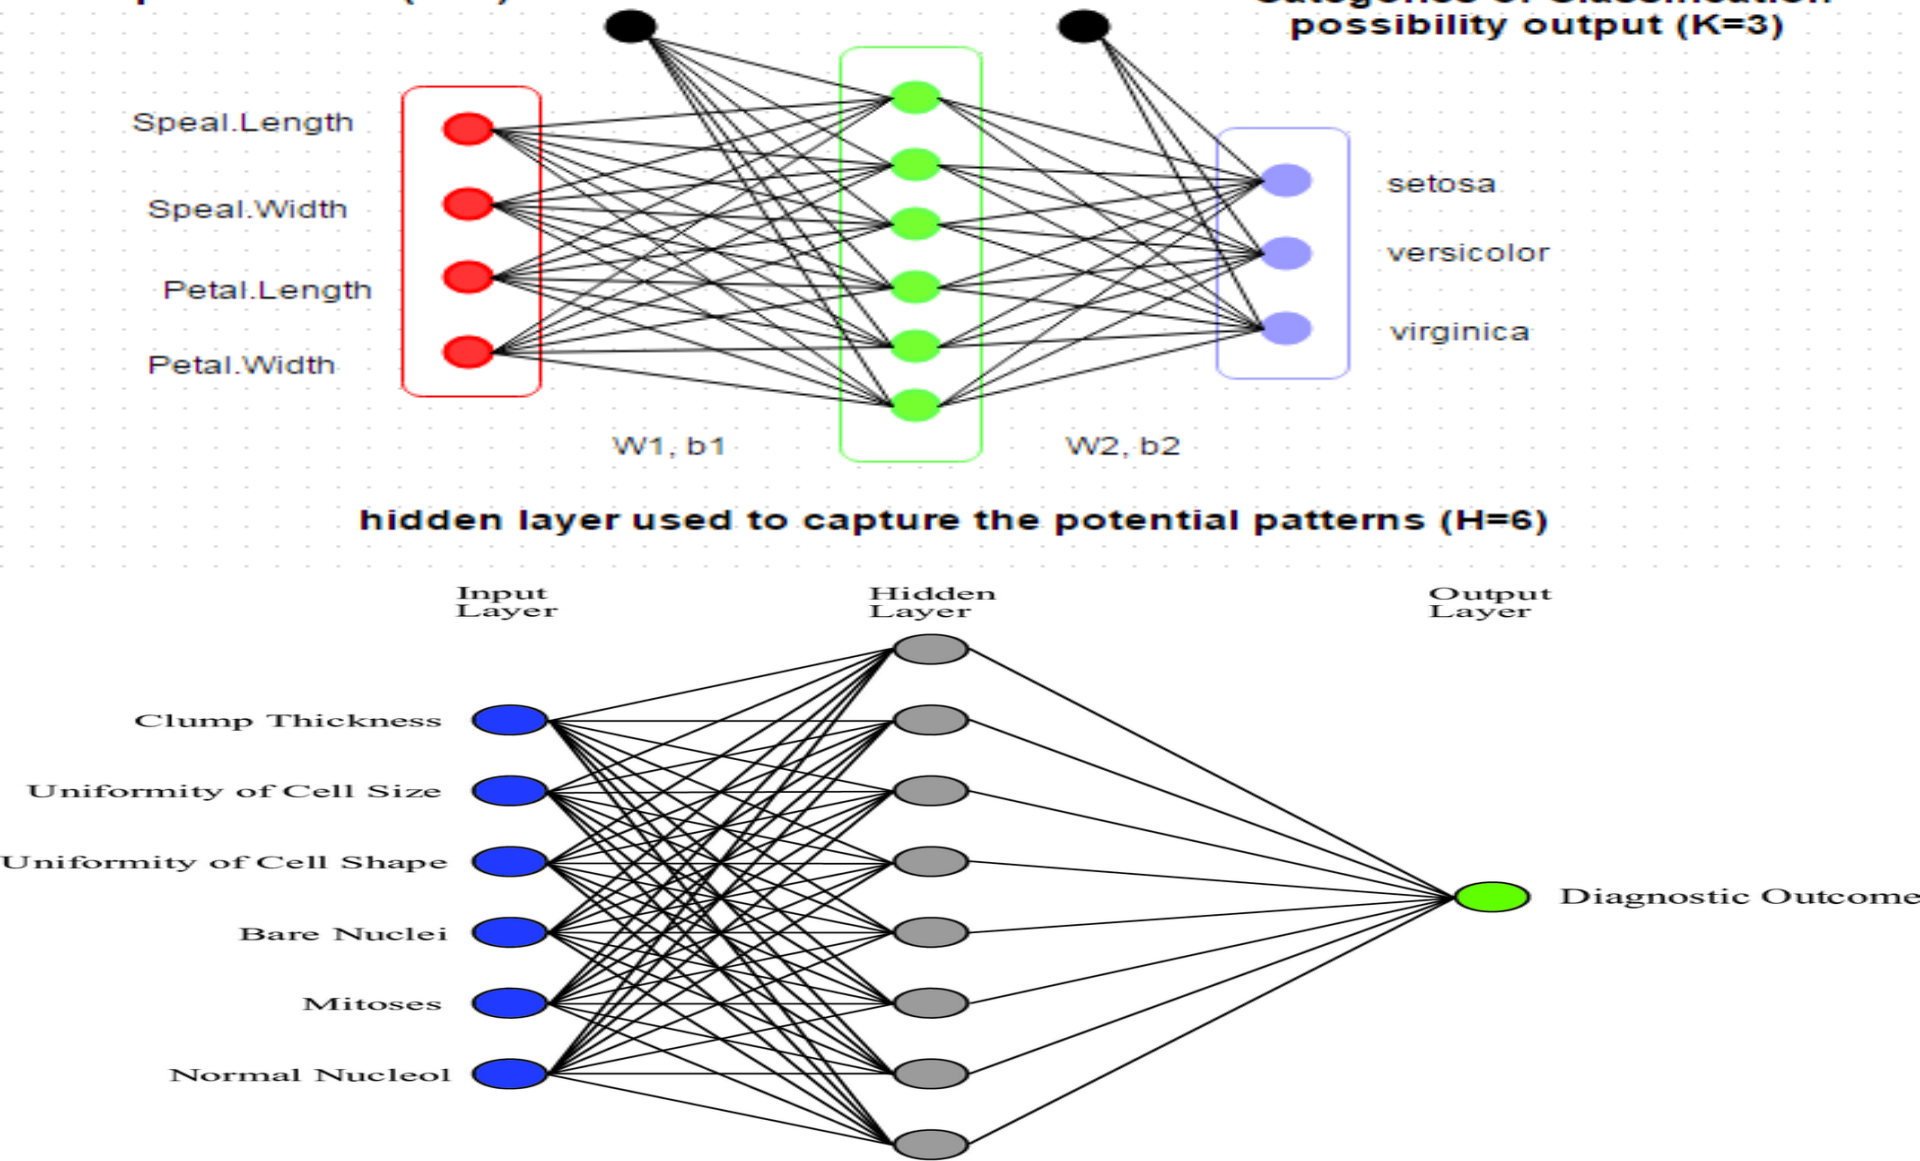 possibility output (K=3)
Speal.Length
Speal.Width
Petal.Length
Petal.Width
setosa
versicolor
virginica
W1, b1
W2, b2
hidden layer used to capture the potential patterns (H=6)
Input
Layer
Hidden
Layer
Output
Layer
Clump Thickness
Uniformity of Cell Size
Uniformity of Cell Shape
Bare Nuclei
Mitoses
Normal Nucleol
Diagnostic Outcome